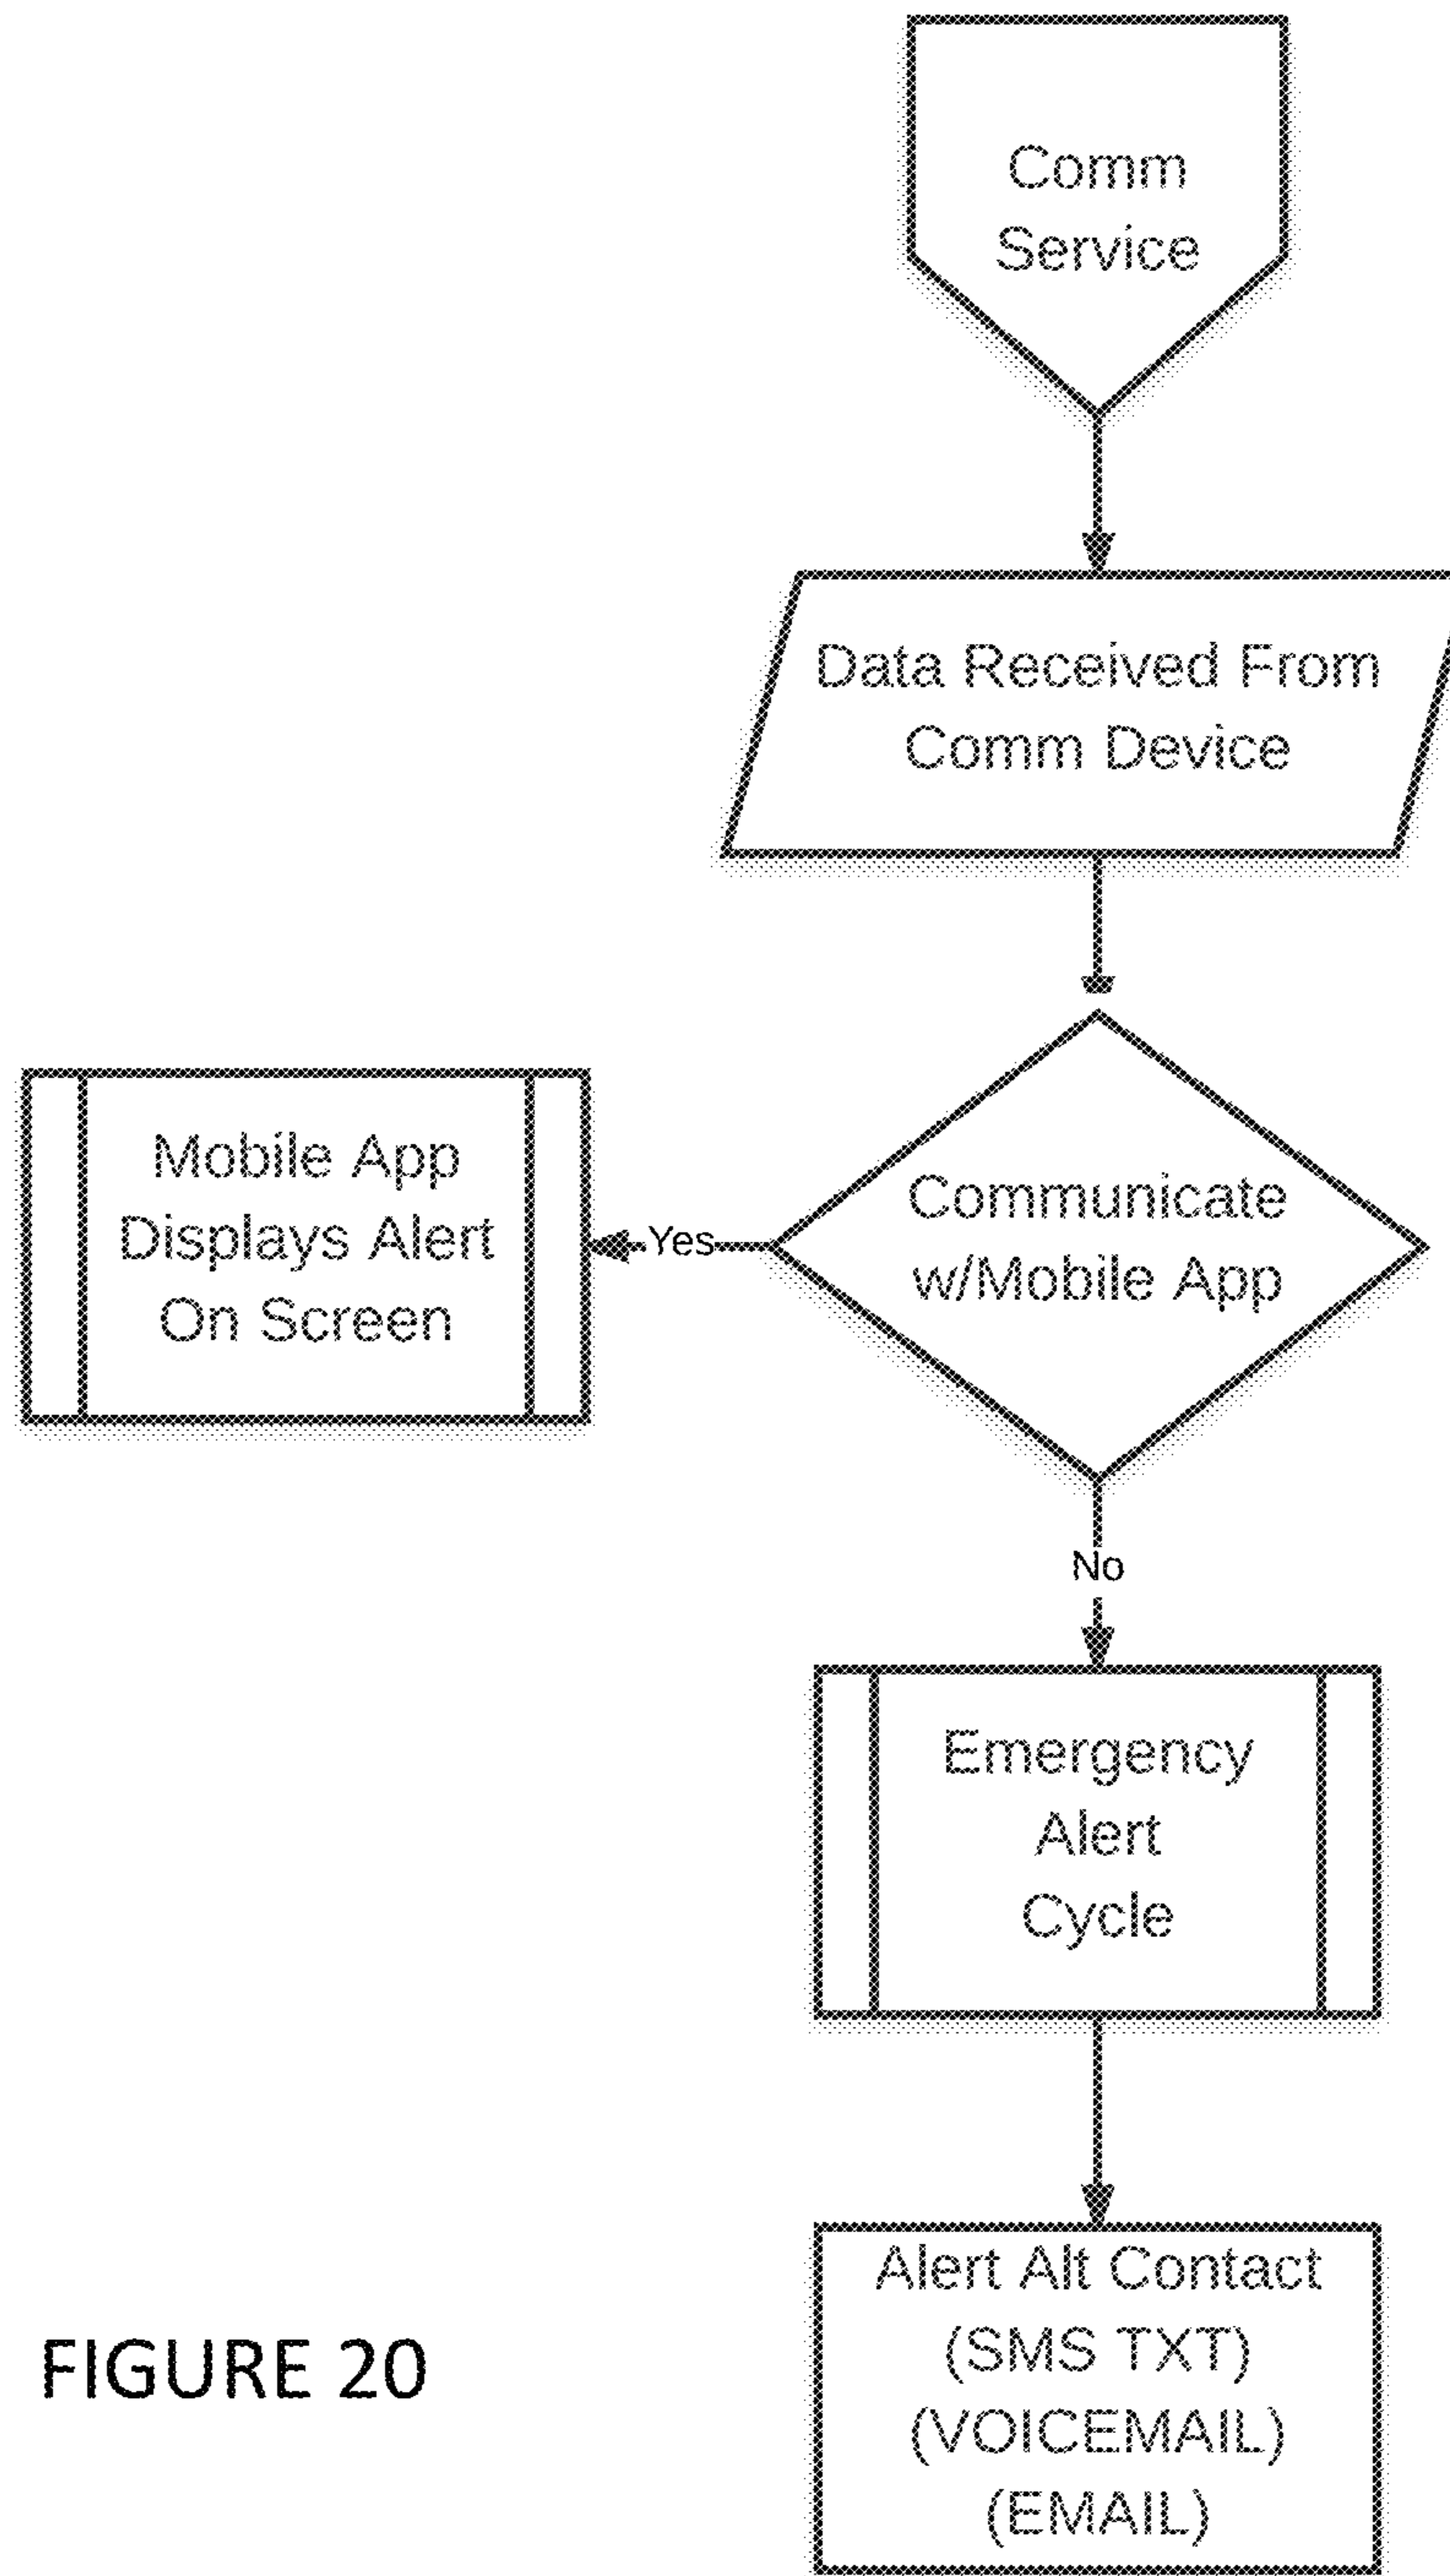 Comm
Service
Data Received From
Comm Device
Communicate
w/Mobile App
Yes
Mobile App
Displays Alert
On Screen
No
Emergency
Alert
Cycle
Alert Alt Contact
(SMS TXT)
(VOICEMAIL)
(EMAIL)
FIGURE 20